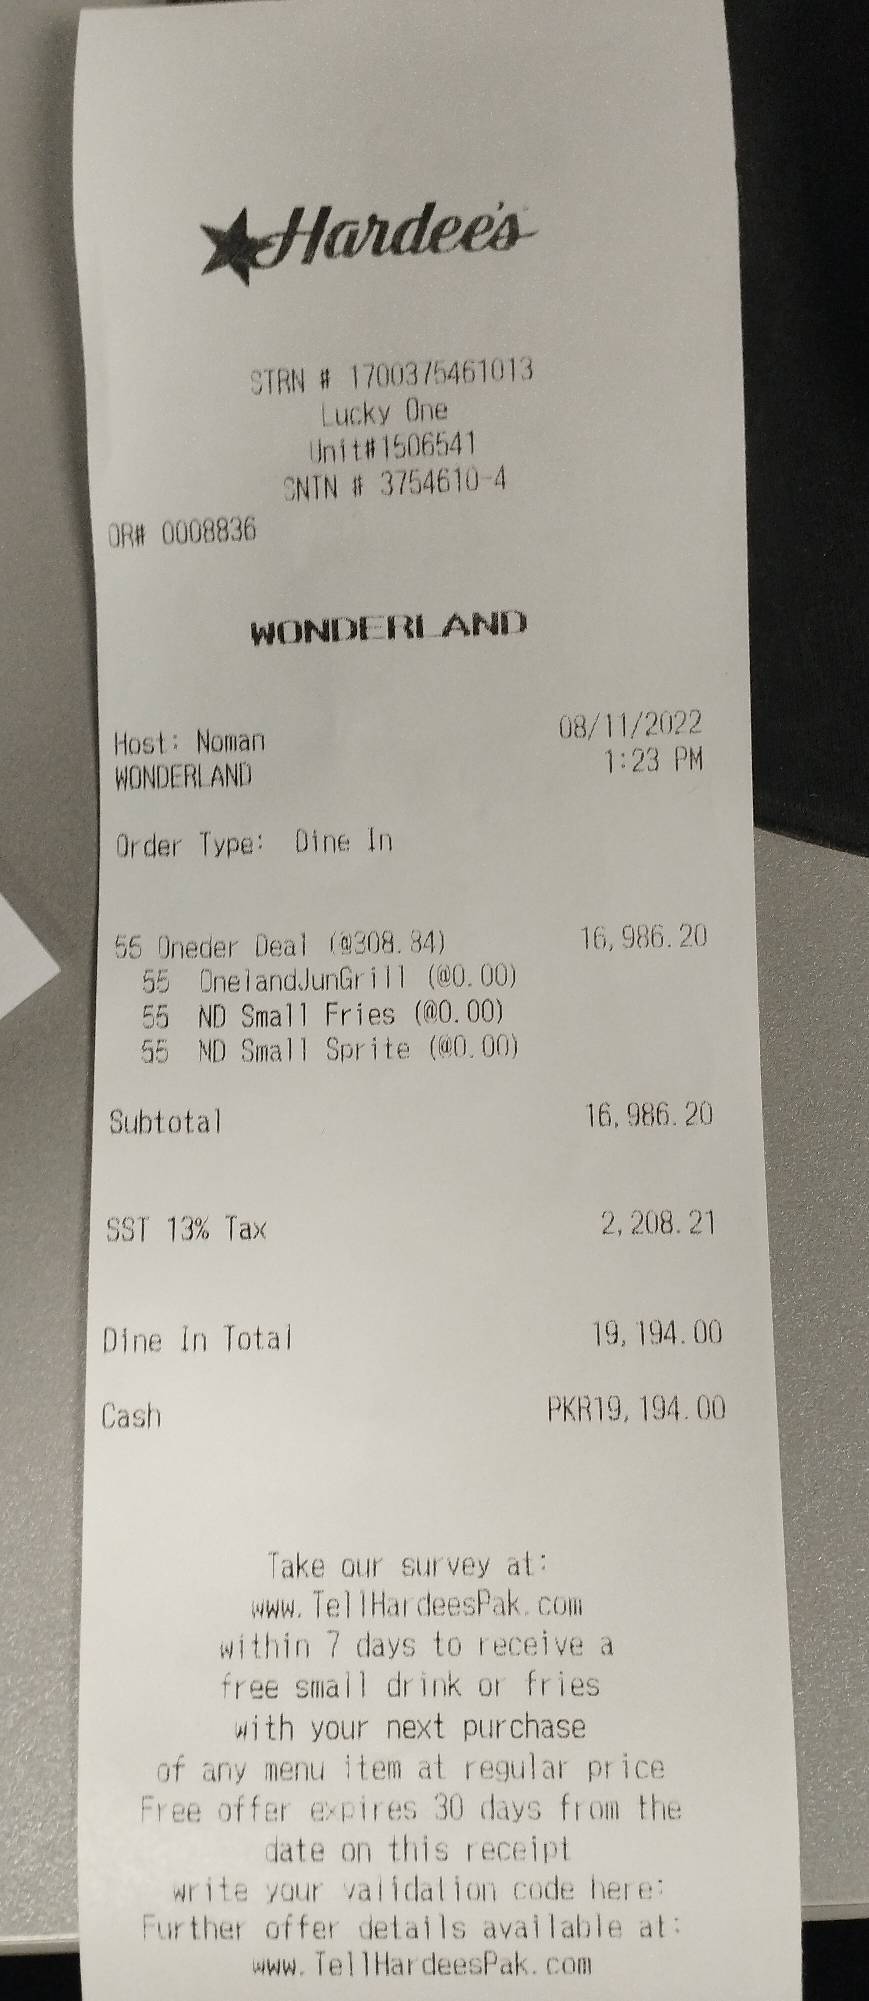 Hardee's
STRN # 1700375461013
Lucky One
Unit#1506541
SNTN # 3754610-4
OR# 0008836
WONDERLAND
Host: Noman 08/11/2022
WONDERLAND 1:23 PM
Order Type: Dine In
55 Oneder Deal (@308.84) 16,986.20
55 OnelandJunGrill (@0.00)
55 ND Small Fries (@0.00)
55 ND Small Sprite (@0.00)
Subtotal 16,986.20
SST 13% Tax 2,208.21
Dine In Total 19,194.00
Cash PKR19,194.00
Take our survey at:
www.TellHardeesPak.com
within 7 days to receive a
free small drink or fries
with your next purchase
of any menu item at regular price
Free offer expires 30 days from the
date on this receipt
write your validation code here:
Further offer details available at:
www.TellHardeesPak.com